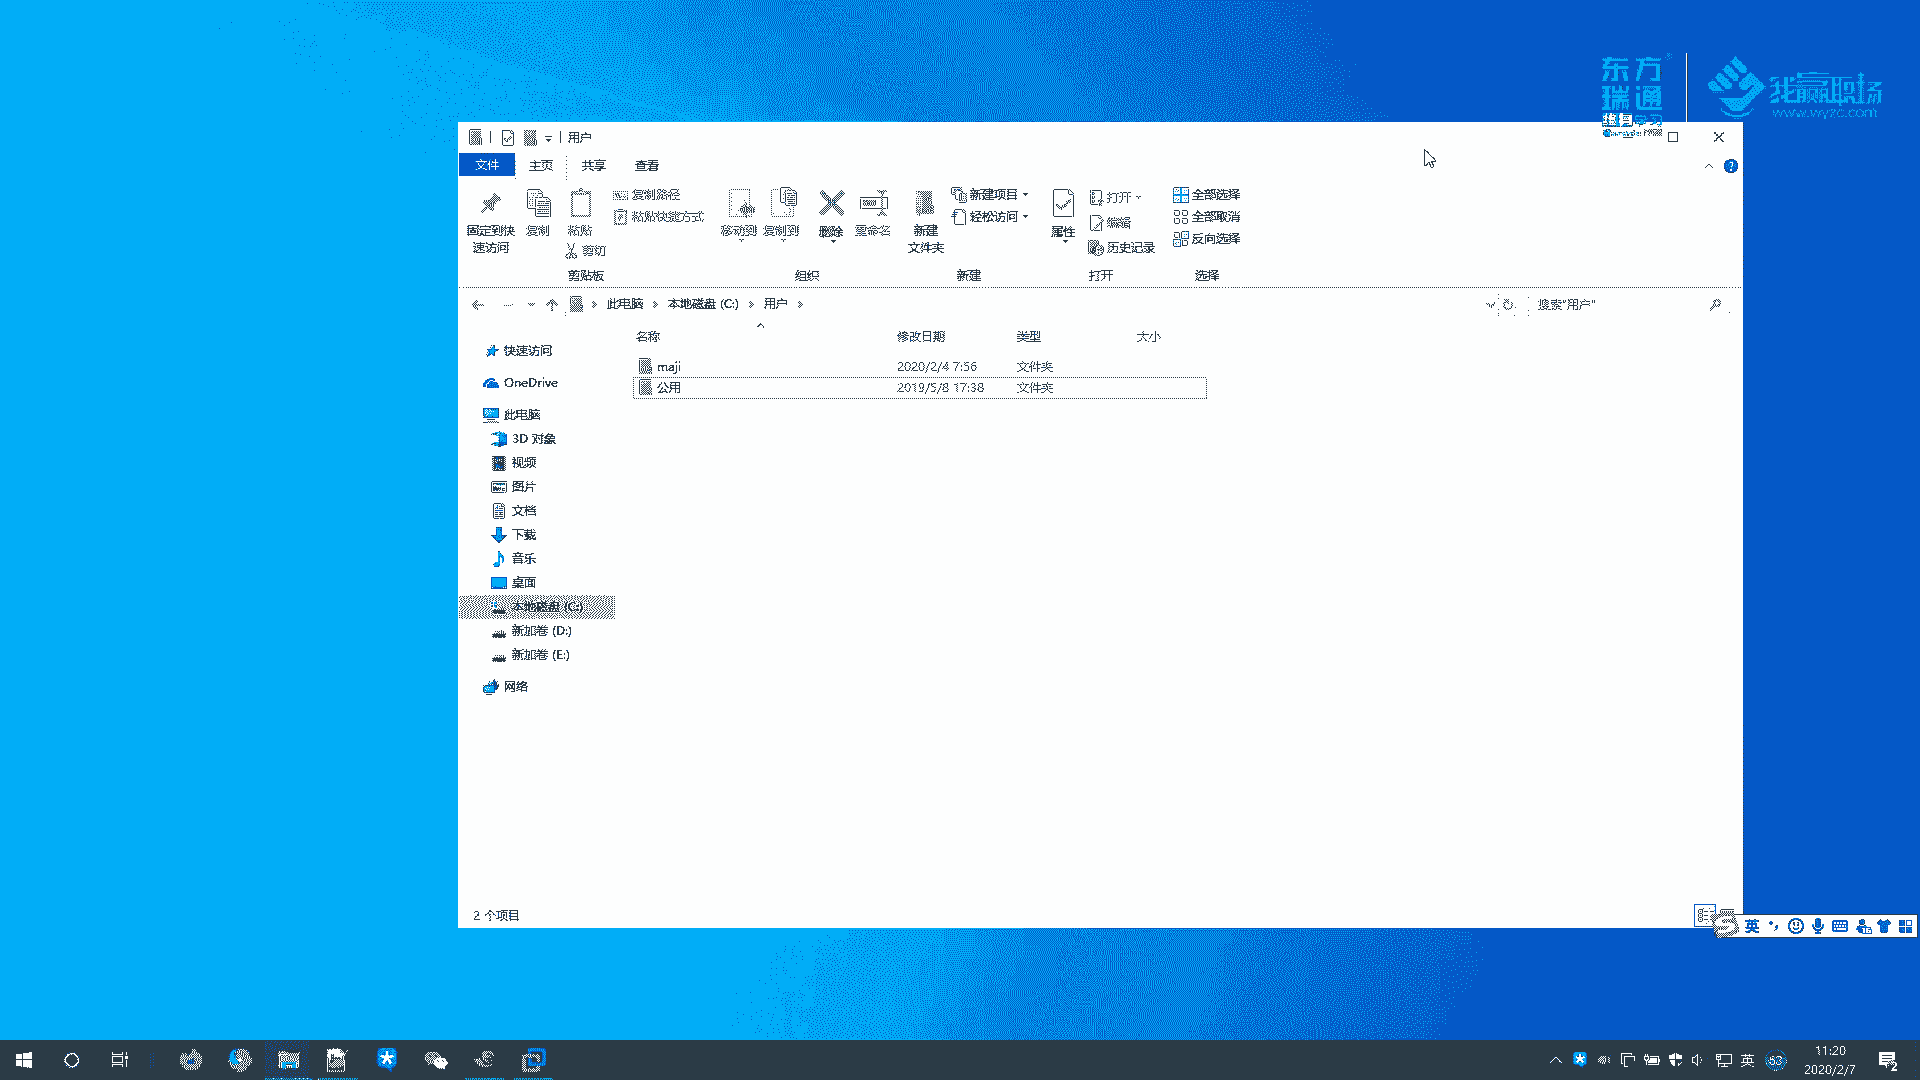 东方
瑞通
终身学习
我赢职场
www.wyzc.com
用户
文件 主页 共享 查看
固定到快
速访问
复制
粘贴
复制路径
粘贴快捷方式
剪切
移动到 复制到 删除 重命名
新建
文件夹
新建项目
轻松访问
属性
打开
编辑
历史记录
全部选择
全部取消
反向选择
剪贴板 组织 新建 打开 选择
此电脑 本地磁盘 (C:) 用户
搜索"用户"
名称 修改日期 类型 大小
maji 2020/2/4 7:56 文件夹
公用 2019/5/8 17:38 文件夹
快速访问
OneDrive
此电脑
3D 对象
视频
图片
文档
下载
音乐
桌面
本地磁盘 (C:)
新加卷 (D:)
新加卷 (E:)
网络
2 个项目
英
英
63
11:20
2020/2/7
2